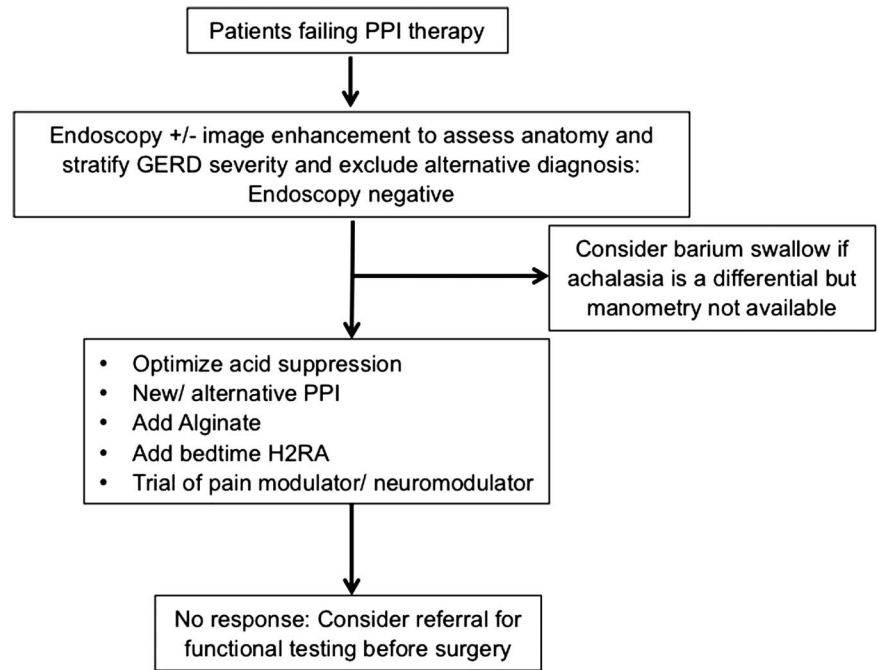 Patients failing PPI therapy
Endoscopy +/- image enhancement to assess anatomy and
stratify GERD severity and exclude alternative diagnosis:
Endoscopy negative
Consider barium swallow if
achalasia is a differential but
manometry not available
• Optimize acid suppression
• New/ alternative PPI
• Add Alginate
• Add bedtime H2RA
• Trial of pain modulator/ neuromodulator
No response: Consider referral for
functional testing before surgery